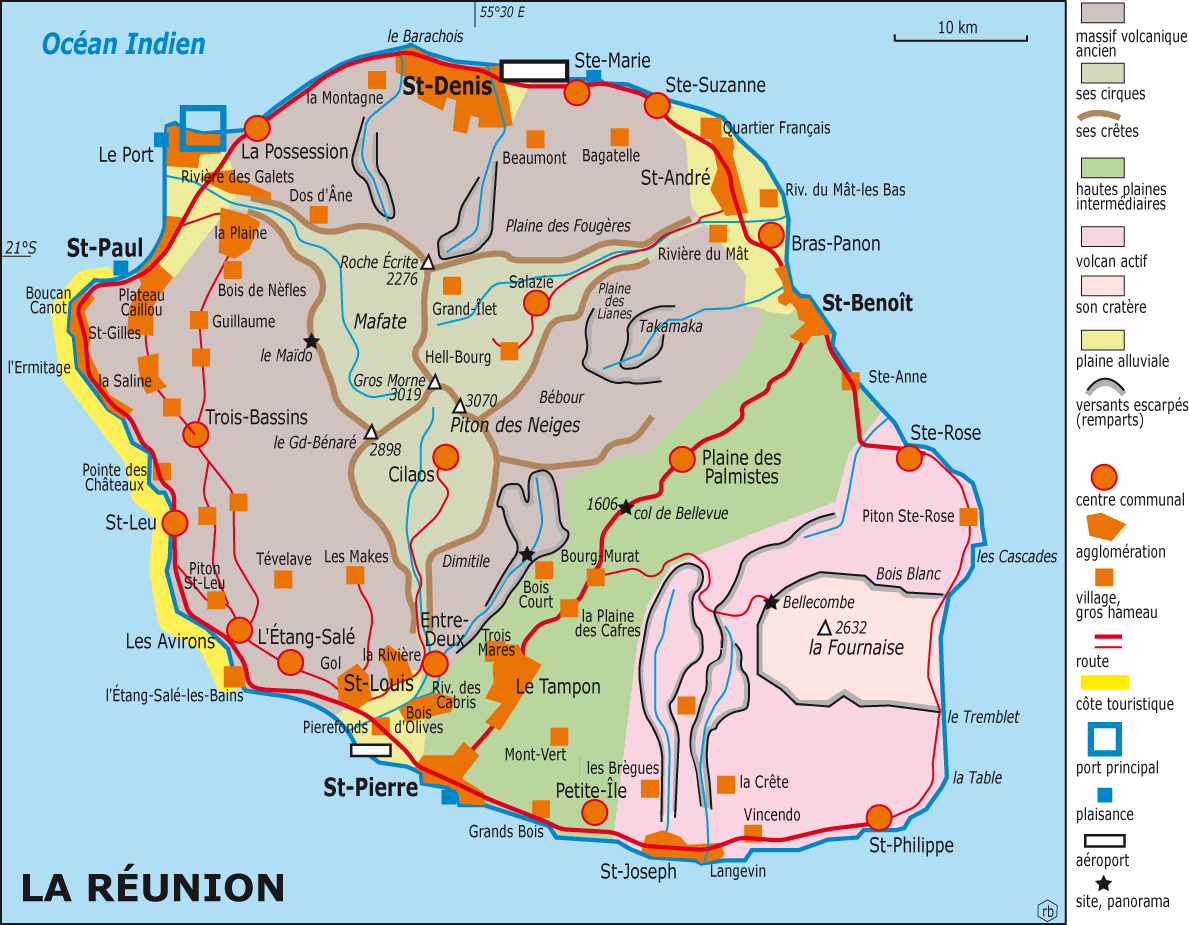 55°30 E
Océan Indien
le Barachois
10 km
Ste-Marie
St-Denis
Ste-Suzanne
la Montagne
Quartier Français
Le Port
La Possession
Beaumont
Bagatelle
Rivière des Galets
St-André
Dos d'Âne
Riv. du Mât-les Bas
Plaine des Fougères
la Plaine
21°S
St-Paul
Bras-Panon
Rivière du Mât
Roche Écrite
2276
Salazie
Bois de Nèfles
Boucan
Canot
Plateau
Caillou
Grand-Îlet
Plaine
des
Lianes
St-Benoît
Guillaume
Mafate
Takamaka
St-Gilles
le Maïdo
Hell-Bourg
l'Ermitage
la Saline
Gros Morne
3019
Ste-Anne
3070
Bébour
Trois-Bassins
Piton des Neiges
Ste-Rose
le Gd-Bénaré
2898
Plaine des
Palmistes
Pointe des
Châteaux
Cilaos
1606
col de Bellevue
St-Leu
Piton Ste-Rose
Tévelave
Les Makes
Dimitile
Bourg-Murat
les Cascades
Piton
St-Leu
Bois
Court
Bois Blanc
Bellecombe
la Plaine
des Cafres
Entre-
Deux
2632
la Fournaise
Les Avirons
L'Étang-Salé
Trois
Mares
Gol
la Rivière
St-Louis
Le Tampon
l'Étang-Salé-les-Bains
Riv. des
Cabris
Bois
d'Olives
Pierefonds
le Tremblet
Mont-Vert
les Brègues
la Table
St-Pierre
Petite-Île
la Crête
Grands Bois
Vincendo
St-Philippe
St-Joseph
Langevin
LA RÉUNION
rb
massif volcanique
ancien
ses cirques
ses crêtes
hautes plaines
intermédiaires
volcan actif
son cratère
plaine alluviale
versants escarpés
(remparts)
centre communal
agglomération
village,
gros hameau
route
côte touristique
port principal
plaisance
aéroport
site, panorama